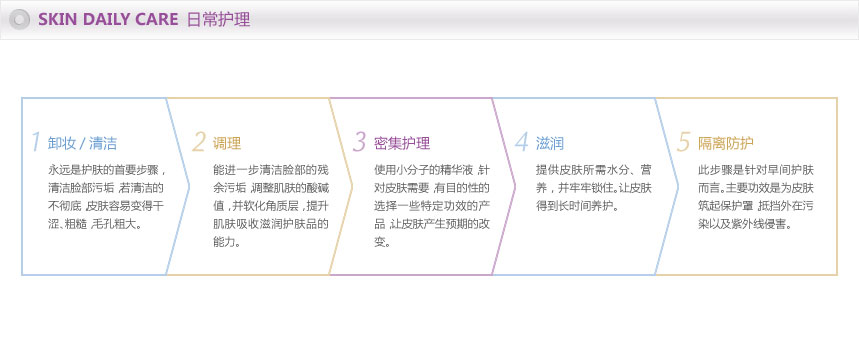 SKIN DAILY CARE 日常护理
1 卸妆 / 清洁
永远是护肤的首要步骤，
清洁脸部污垢，若清洁的
不彻底，皮肤容易变得干
涩、粗糙，毛孔粗大。
2 调理
能进一步清洁脸部的残
余污垢，调整肌肤的酸碱
值，并软化角质层，提升
肌肤吸收滋润护肤品的
能力。
3 密集护理
使用小分子的精华液，针
对皮肤需要，有目的性的
选择一些特定功效的产
品，让皮肤产生预期的改
变。
4 滋润
提供皮肤所需水分、营
养，并牢牢锁住。让皮肤
得到长时间养护。
5 隔离防护
此步骤是针对早间护肤
而言。主要功效是为皮肤
筑起保护罩，抵挡外在污
染以及紫外线侵害。